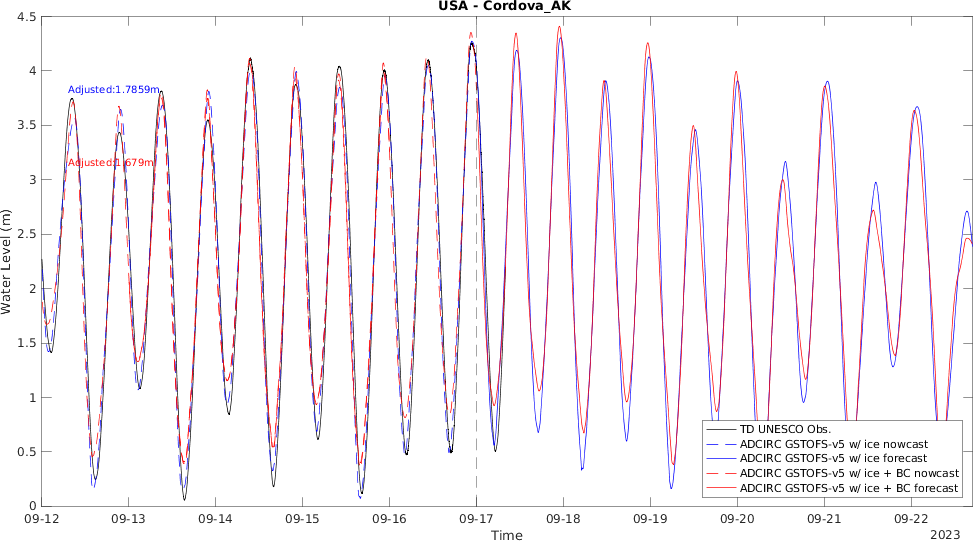 USA - Cordova_AK
4.5
4
3.5
3
2.5
2
1.5
1
0.5
0
Water Level (m)
Adjusted:1.7859m
Adjusted:1.679m
TD UNESCO Obs.
ADCIRC GSTOFS-v5 w/ ice nowcast
ADCIRC GSTOFS-v5 w/ ice forecast
ADCIRC GSTOFS-v5 w/ ice + BC nowcast
ADCIRC GSTOFS-v5 w/ ice + BC forecast
09-12 09-13 09-14 09-15 09-16 09-17 09-18 09-19 09-20 09-21 09-22
Time
2023